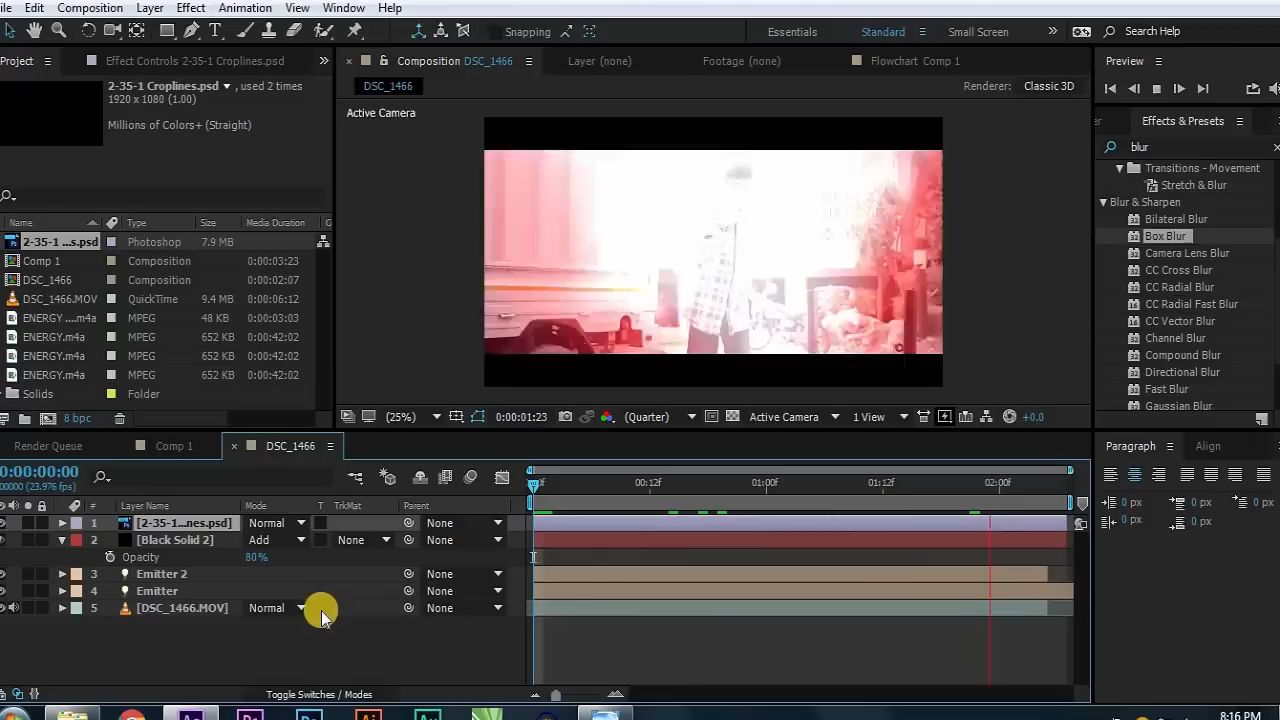 ile Edit Composition Layer Effect Animation View Window Help
Snapping Essentials Standard Small Screen Search Help
Project Effect Controls 2-35-1 Croplines.psd
2-35-1 Croplines.psd , used 2 times
1920 x 1080 (1.00)
Millions of Colors+ (Straight)
Name Type Size Media Duration
2-35-1 ...s.psd Photoshop 7.9 MB
Comp 1 Composition 0:00:03:23
DSC_1466 Composition 0:00:02:07
DSC_1466.MOV QuickTime 9.4 MB 0:00:06:12
ENERGY ....m4a MPEG 48 KB 0:00:03:03
ENERGY.m4a MPEG 652 KB 0:00:42:02
ENERGY.m4a MPEG 652 KB 0:00:42:02
ENERGY.m4a MPEG 652 KB 0:00:42:02
Solids Folder
8 bpc
Composition DSC_1466 Layer (none) Footage (none) Flowchart Comp 1
DSC_1466 Renderer: Classic 3D
Active Camera
(25%) 0:00:01:23 (Quarter) Active Camera 1 View +0.0
Preview
er Effects & Presets
blur
Transitions - Movement
Stretch & Blur
Blur & Sharpen
Bilateral Blur
Box Blur
Camera Lens Blur
CC Cross Blur
CC Radial Blur
CC Radial Fast Blur
CC Vector Blur
Channel Blur
Compound Blur
Directional Blur
Fast Blur
Gaussian Blur
Render Queue Comp 1 DSC_1466
0:00:00:00
(23.976 fps)
00:12f 01:00f 01:12f 02:00f
# Layer Name Mode T TrkMat Parent
1 [2-35-1...nes.psd] Normal None
2 [Black Solid 2] Add None None
Opacity 80%
3 Emitter 2 None
4 Emitter None
5 [DSC_1466.MOV] Normal None
Toggle Switches / Modes
Paragraph Align
0 px 0 px 0 px
0 px 0 px
8:16 PM